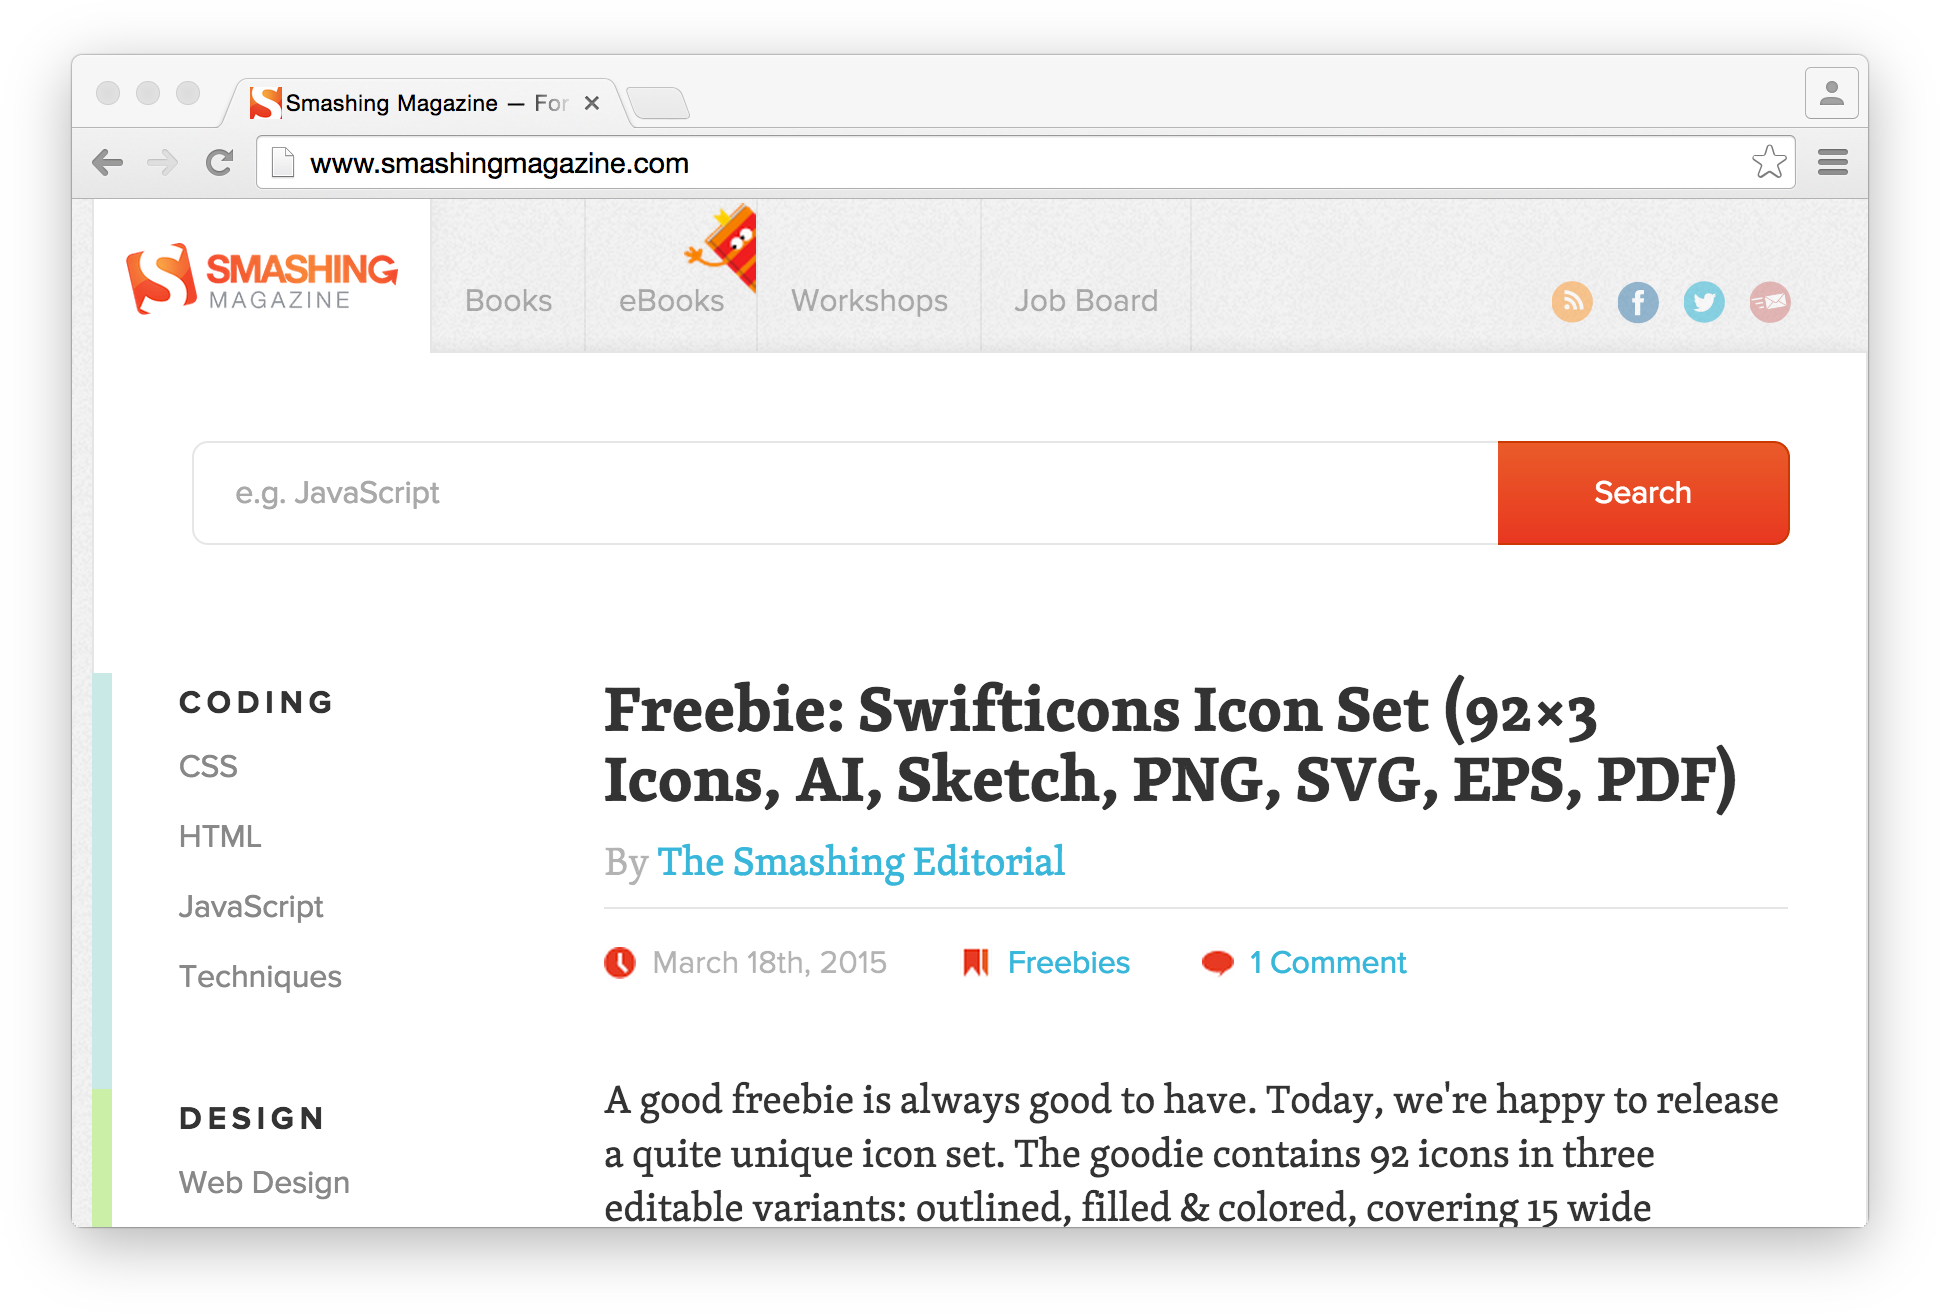 Smashing Magazine — For
www.smashingmagazine.com
SMASHING
MAGAZINE
Books
eBooks
Workshops
Job Board
e.g. JavaScript
Search
CODING
CSS
HTML
JavaScript
Techniques
DESIGN
Web Design
Freebie: Swifticons Icon Set (92×3
Icons, AI, Sketch, PNG, SVG, EPS, PDF)
By The Smashing Editorial
March 18th, 2015
Freebies
1 Comment
A good freebie is always good to have. Today, we're happy to release
a quite unique icon set. The goodie contains 92 icons in three
editable variants: outlined, filled & colored, covering 15 wide